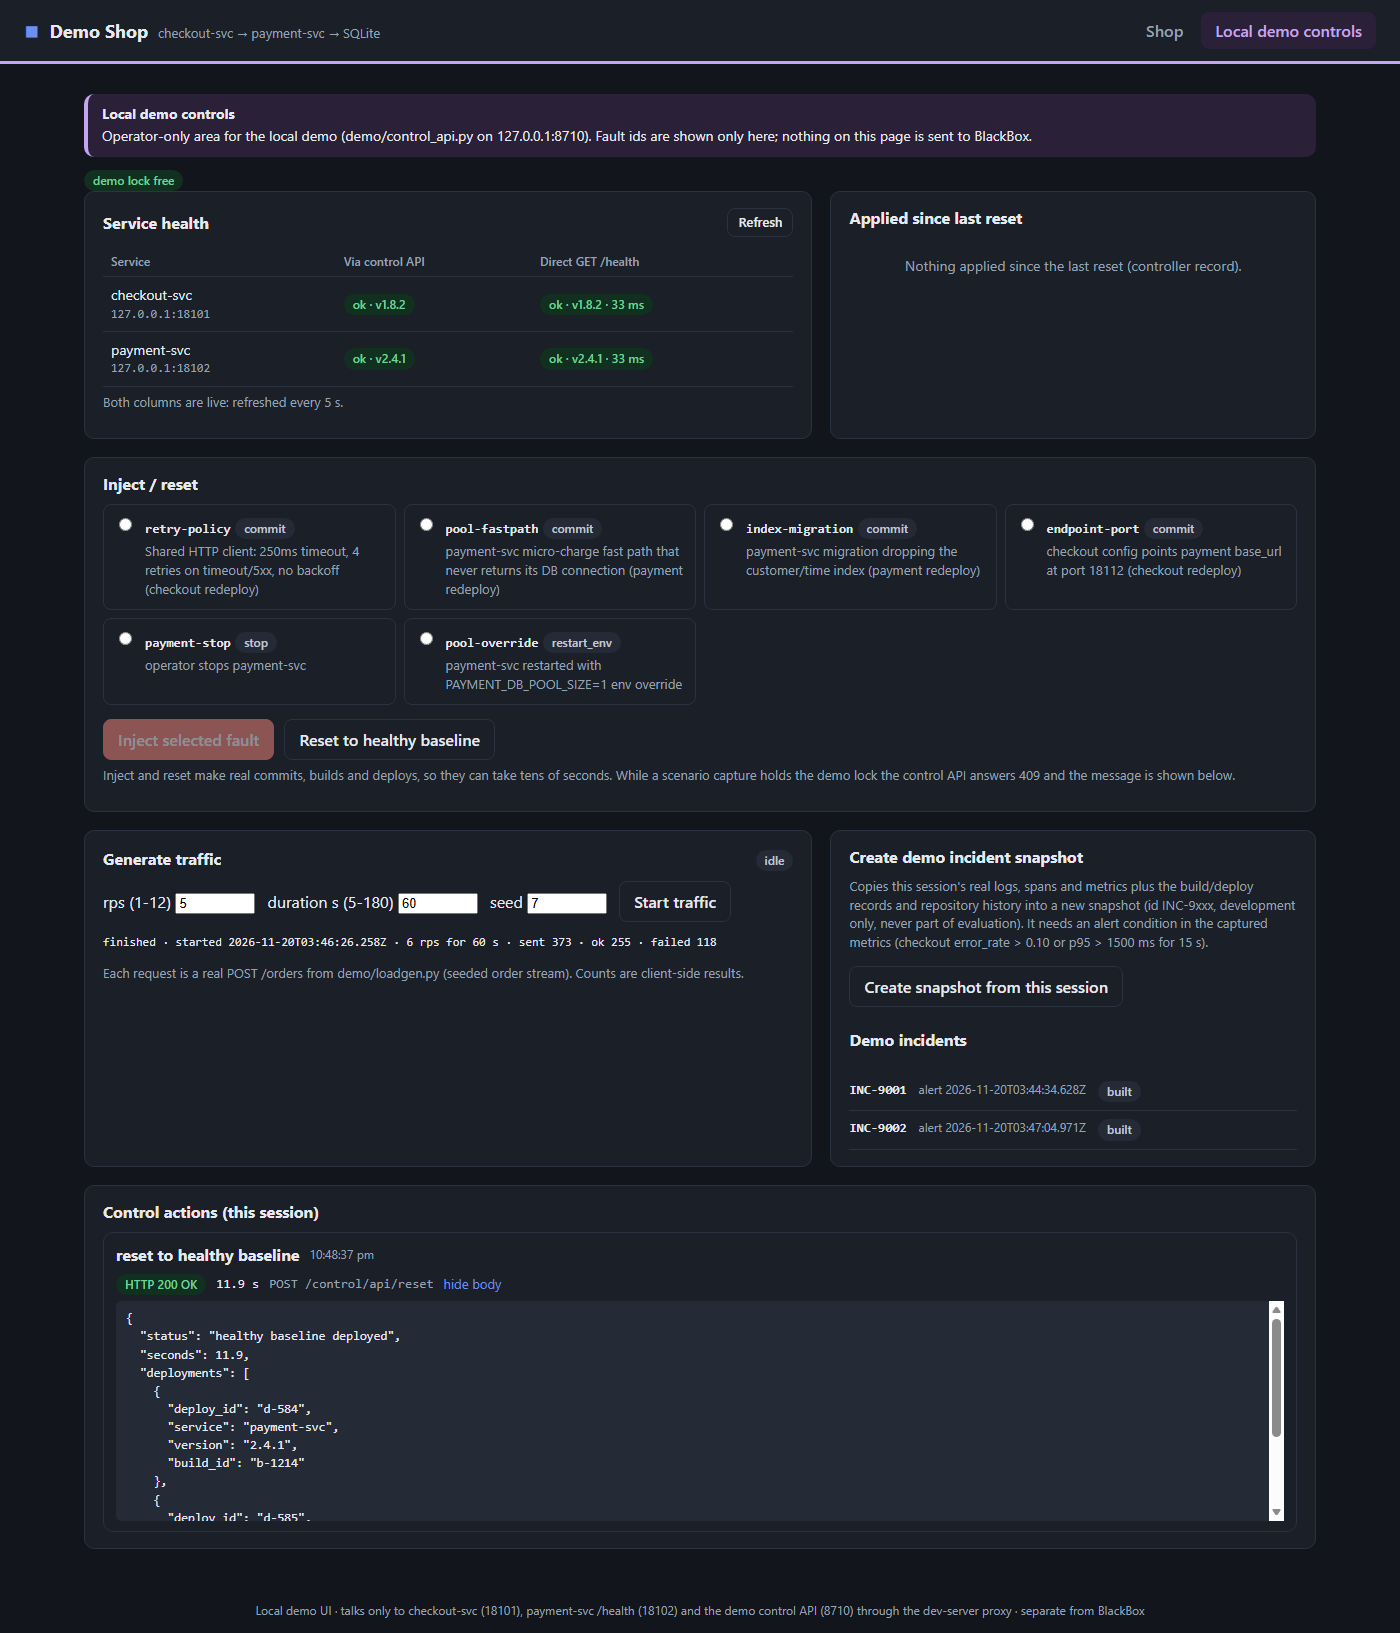 Demo Shop checkout-svc → payment-svc → SQLite
Shop
Local demo controls
Local demo controls
Operator-only area for the local demo (demo/control_api.py on 127.0.0.1:8710). Fault ids are shown only here; nothing on this page is sent to BlackBox.
demo lock free
Service health
Refresh
Service Via control API Direct GET /health
checkout-svc
127.0.0.1:18101
ok · v1.8.2
ok · v1.8.2 · 33 ms
payment-svc
127.0.0.1:18102
ok · v2.4.1
ok · v2.4.1 · 33 ms
Both columns are live: refreshed every 5 s.
Applied since last reset
Nothing applied since the last reset (controller record).
Inject / reset
retry-policy commit
Shared HTTP client: 250ms timeout, 4
retries on timeout/5xx, no backoff
(checkout redeploy)
pool-fastpath commit
payment-svc micro-charge fast path that
never returns its DB connection (payment
redeploy)
index-migration commit
payment-svc migration dropping the
customer/time index (payment redeploy)
endpoint-port commit
checkout config points payment base_url
at port 18112 (checkout redeploy)
payment-stop stop
operator stops payment-svc
pool-override restart_env
payment-svc restarted with
PAYMENT_DB_POOL_SIZE=1 env override
Inject selected fault
Reset to healthy baseline
Inject and reset make real commits, builds and deploys, so they can take tens of seconds. While a scenario capture holds the demo lock the control API answers 409 and the message is shown below.
Generate traffic
idle
rps (1-12) 5 duration s (5-180) 60 seed 7 Start traffic
finished · started 2026-11-20T03:46:26.258Z · 6 rps for 60 s · sent 373 · ok 255 · failed 118
Each request is a real POST /orders from demo/loadgen.py (seeded order stream). Counts are client-side results.
Create demo incident snapshot
Copies this session's real logs, spans and metrics plus the build/deploy
records and repository history into a new snapshot (id INC-9xxx, development
only, never part of evaluation). It needs an alert condition in the captured
metrics (checkout error_rate > 0.10 or p95 > 1500 ms for 15 s).
Create snapshot from this session
Demo incidents
INC-9001 alert 2026-11-20T03:44:34.628Z built
INC-9002 alert 2026-11-20T03:47:04.971Z built
Control actions (this session)
reset to healthy baseline 10:48:37 pm
HTTP 200 OK 11.9 s POST /control/api/reset hide body
{
"status": "healthy baseline deployed",
"seconds": 11.9,
"deployments": [
{
"deploy_id": "d-584",
"service": "payment-svc",
"version": "2.4.1",
"build_id": "b-1214"
},
{
"deploy_id": "d-585",
Local demo UI · talks only to checkout-svc (18101), payment-svc /health (18102) and the demo control API (8710) through the dev-server proxy · separate from BlackBox